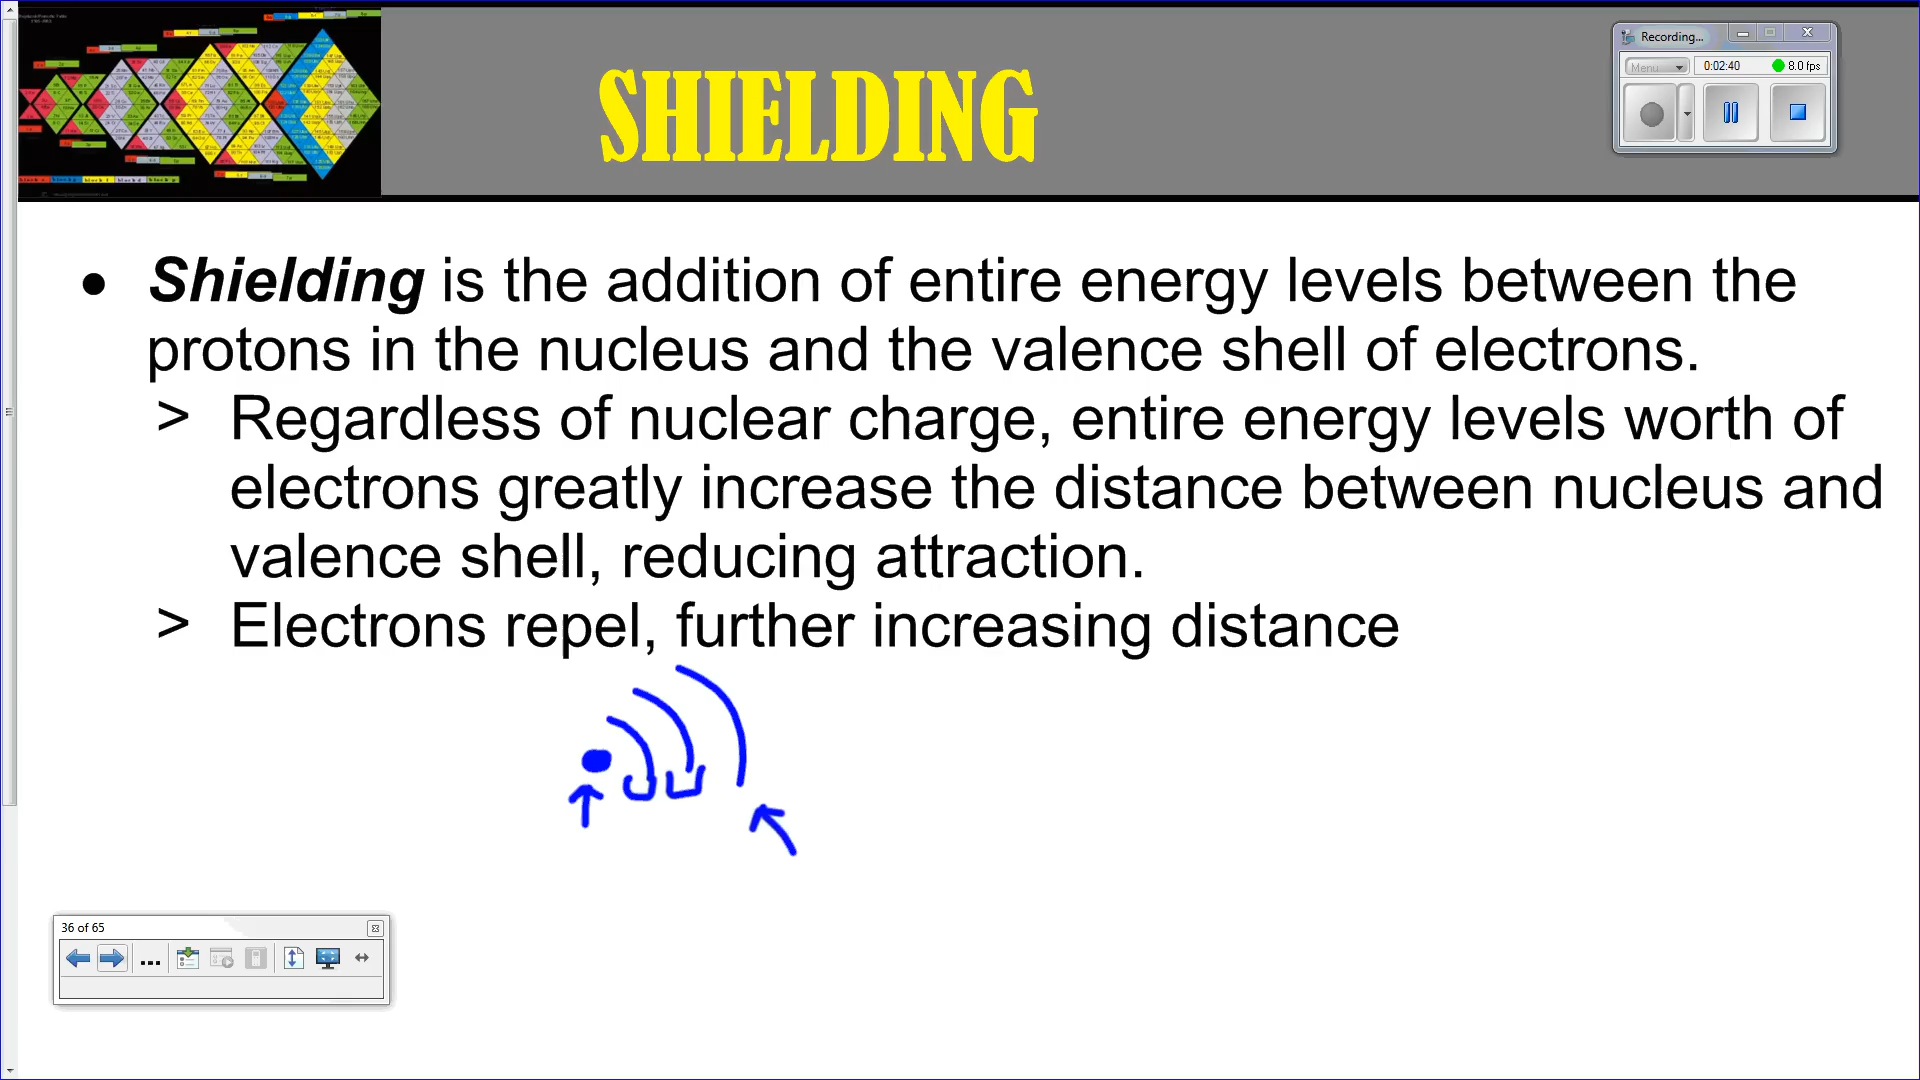 SHIELDING
Recording...
Menu
0:02:40
8.0 fps
● Shielding is the addition of entire energy levels between the
protons in the nucleus and the valence shell of electrons.
> Regardless of nuclear charge, entire energy levels worth of
electrons greatly increase the distance between nucleus and
valence shell, reducing attraction.
> Electrons repel, further increasing distance
36 of 65